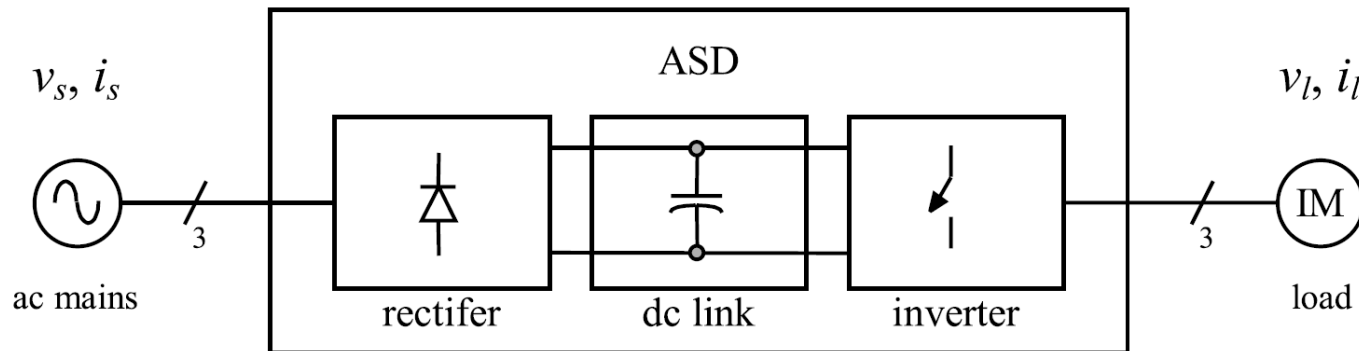 ASD
v_s, i_s
v_l, i_l
IM
3
3
ac mains
rectifer
dc link
inverter
load